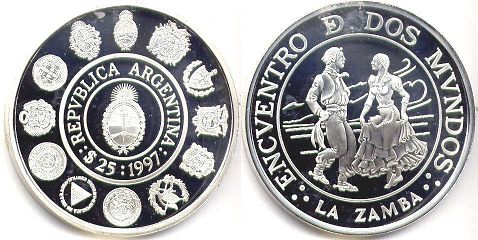 REPVBLICA ARGENTINA
· $ 25 : 1997 ·
ENCVENTRO DE DOS MVNDOS
· LA ZAMBA ·